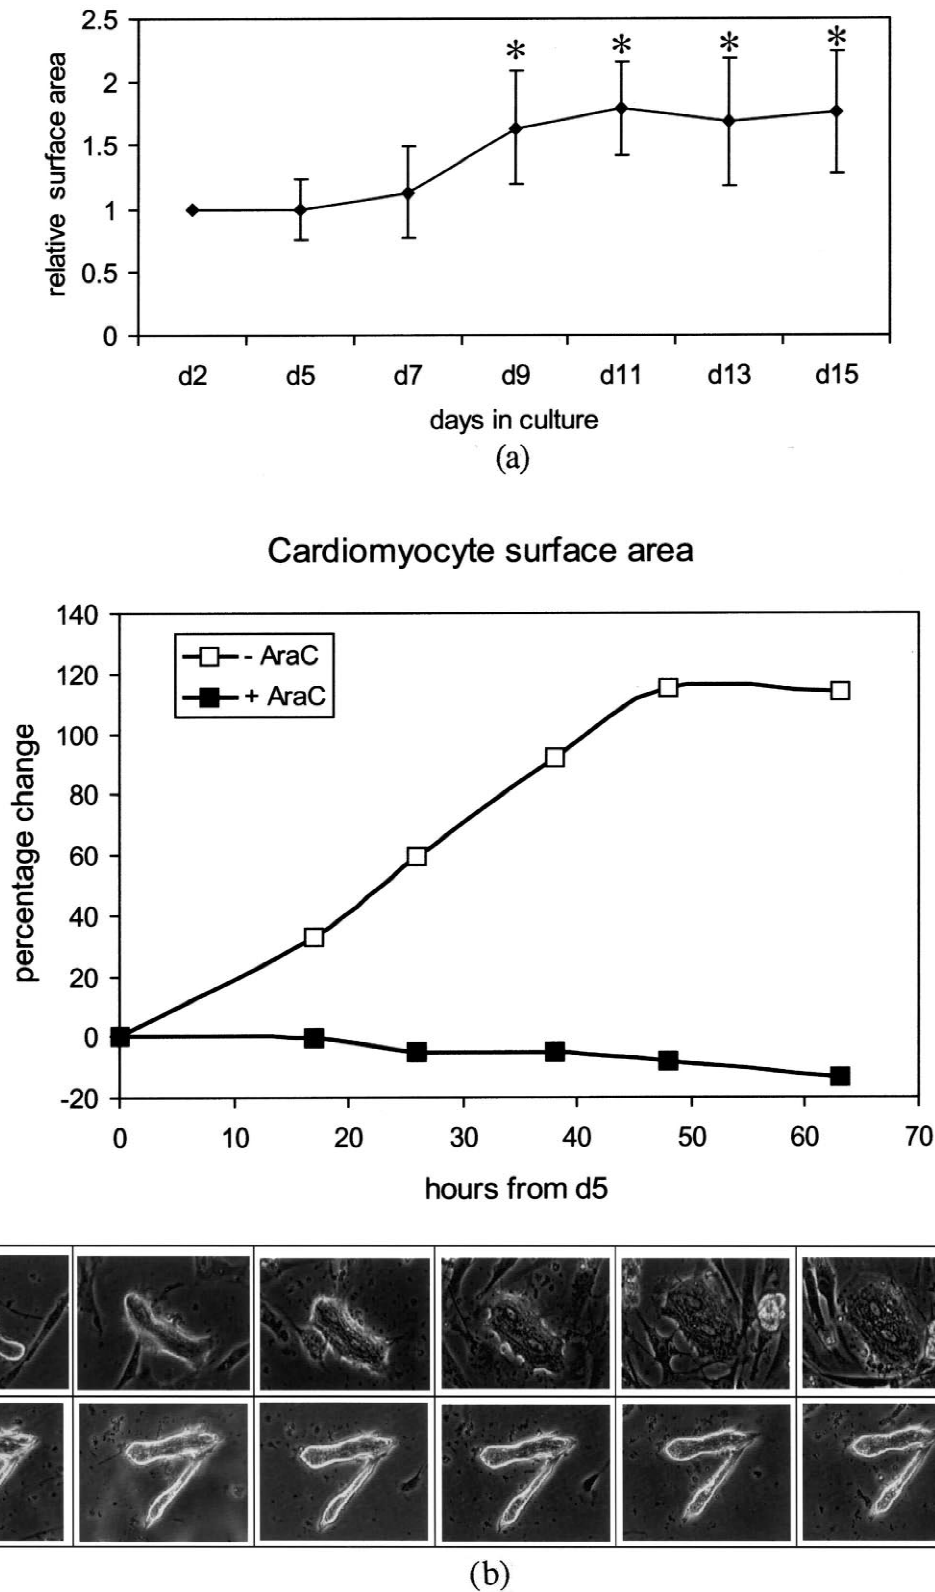 2.5
2
1.5
1
0.5
0
relative surface area
* * * *
d2 d5 d7 d9 d11 d13 d15
days in culture
(a)
Cardiomyocyte surface area
140
120
100
80
60
40
20
0
-20
percentage change
- AraC
+ AraC
0 10 20 30 40 50 60 70
hours from d5
(b)